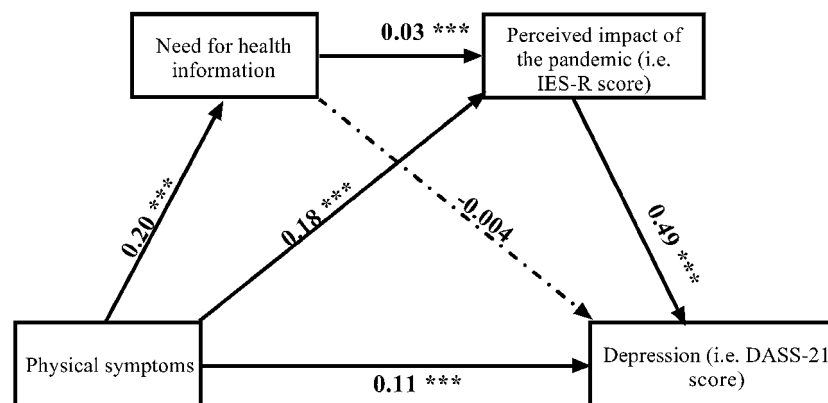 Need for health
information
0.03 ***
Perceived impact of
the pandemic (i.e.
IES-R score)
0.20 ***
0.18 ***
-0.004
0.49 ***
Physical symptoms
0.11 ***
Depression (i.e. DASS-21
score)